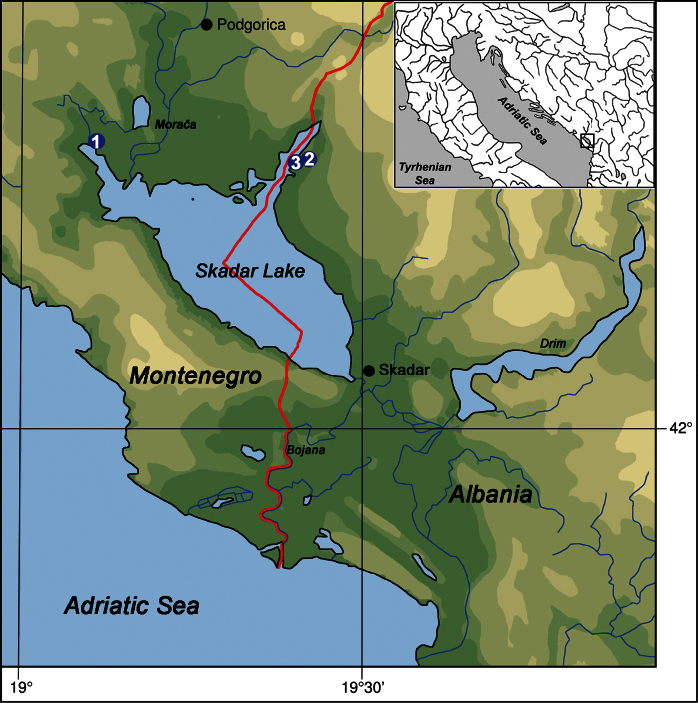 Podgorica
Morača
1
3 2
Adriatic Sea
Tyrrhenian
Sea
Skadar Lake
Drim
Montenegro
Skadar
42°
Bojana
Albania
Adriatic Sea
19°
19°30'